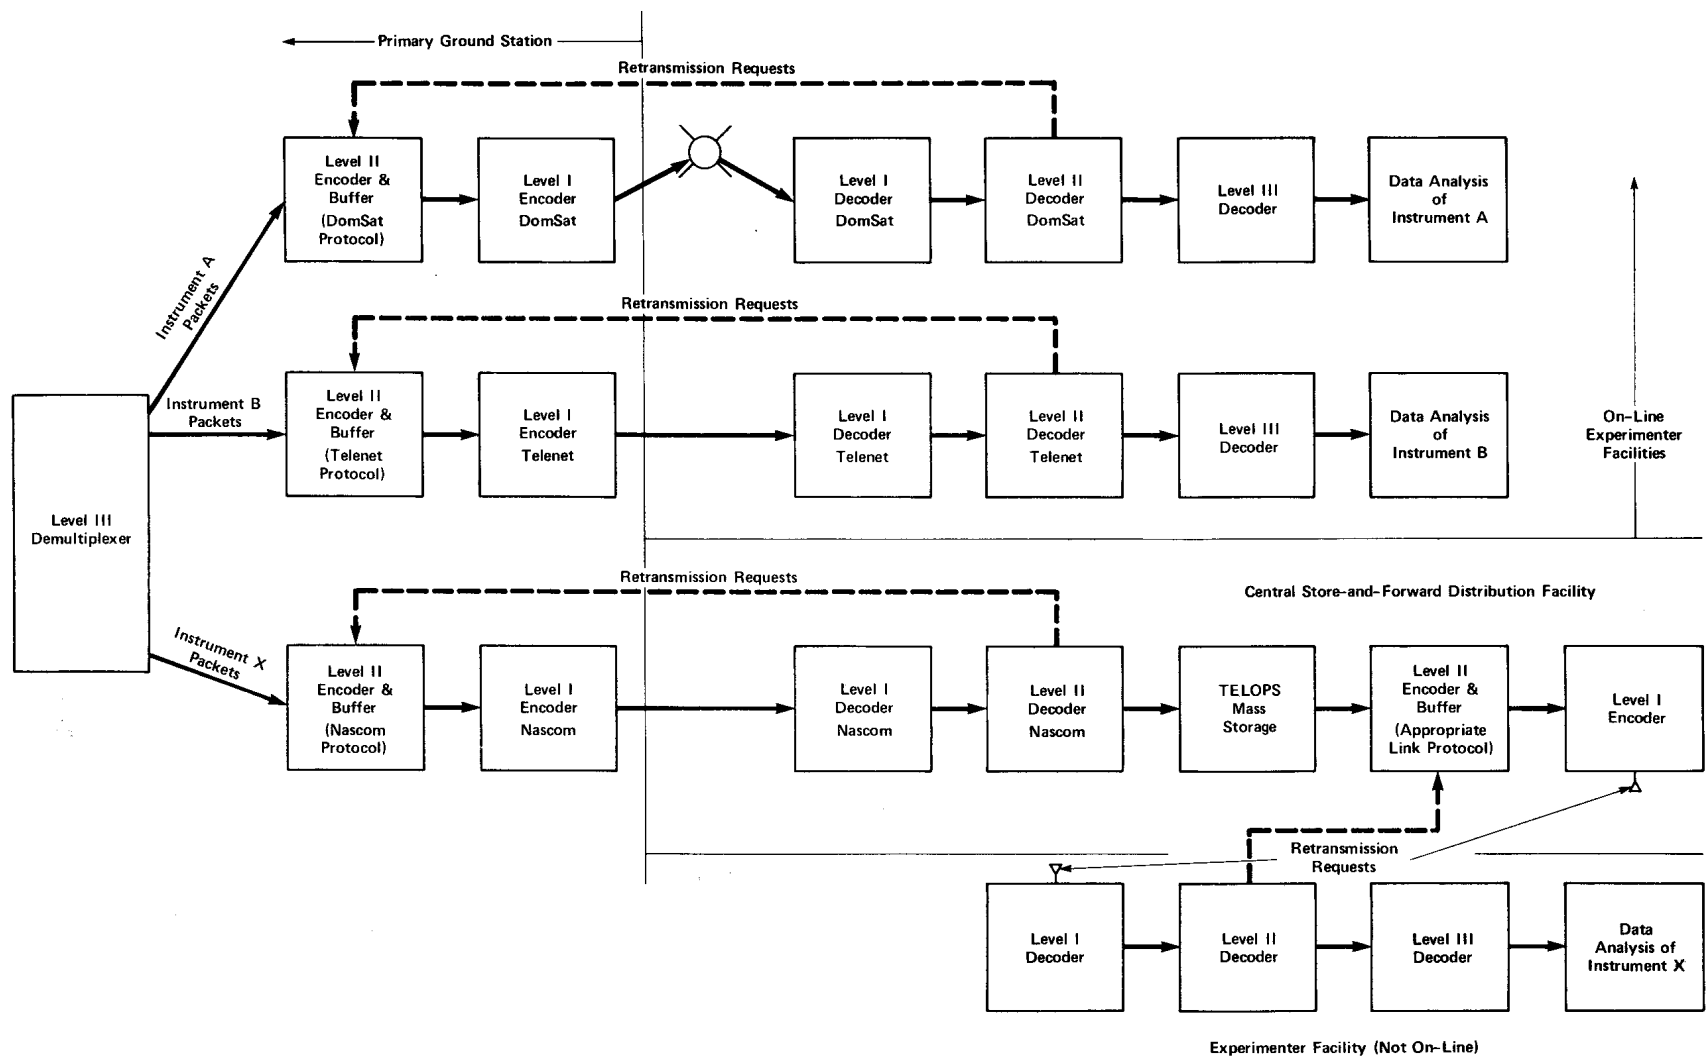 Primary Ground Station
Retransmission Requests
Level II
Encoder &
Buffer
(DomSat
Protocol)
Level I
Encoder
DomSat
Level I
Decoder
DomSat
Level II
Decoder
DomSat
Level III
Decoder
Data Analysis
of
Instrument A
Instrument A
Packets
Retransmission Requests
Instrument B
Packets
Level II
Encoder &
Buffer
(Telenet
Protocol)
Level I
Encoder
Telenet
Level I
Decoder
Telenet
Level II
Decoder
Telenet
Level III
Decoder
Data Analysis
of
Instrument B
On-Line
Experimenter
Facilities
Level III
Demultiplexer
Retransmission Requests
Central Store-and-Forward Distribution Facility
Instrument X
Packets
Level II
Encoder &
Buffer
(Nascom
Protocol)
Level I
Encoder
Nascom
Level I
Decoder
Nascom
Level II
Decoder
Nascom
TELOPS
Mass
Storage
Level II
Encoder &
Buffer
(Appropriate
Link Protocol)
Level I
Encoder
Retransmission
Requests
Level I
Decoder
Level II
Decoder
Level III
Decoder
Data
Analysis of
Instrument X
Experimenter Facility (Not On-Line)